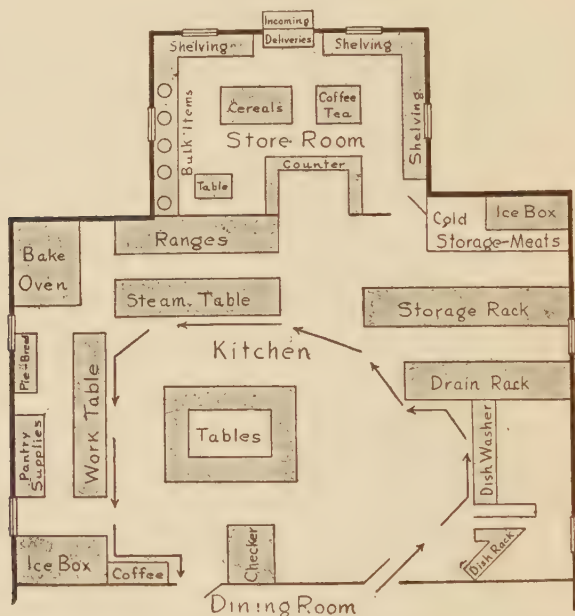 Incoming
Deliveries
Shelving
Shelving
Bulk Items
Cereals
Coffee
Tea
Shelving
Store Room
Counter
Table
Cold
Ice Box
Storage-Meats
Ranges
Bake
Oven
Steam Table
Storage Rack
Kitchen
Pie-Bread
Work Table
Drain Rack
Tables
Dish Washer
Pantry
Supplies
Ice Box
Coffee
Checker
Dish Rack
Dining Room